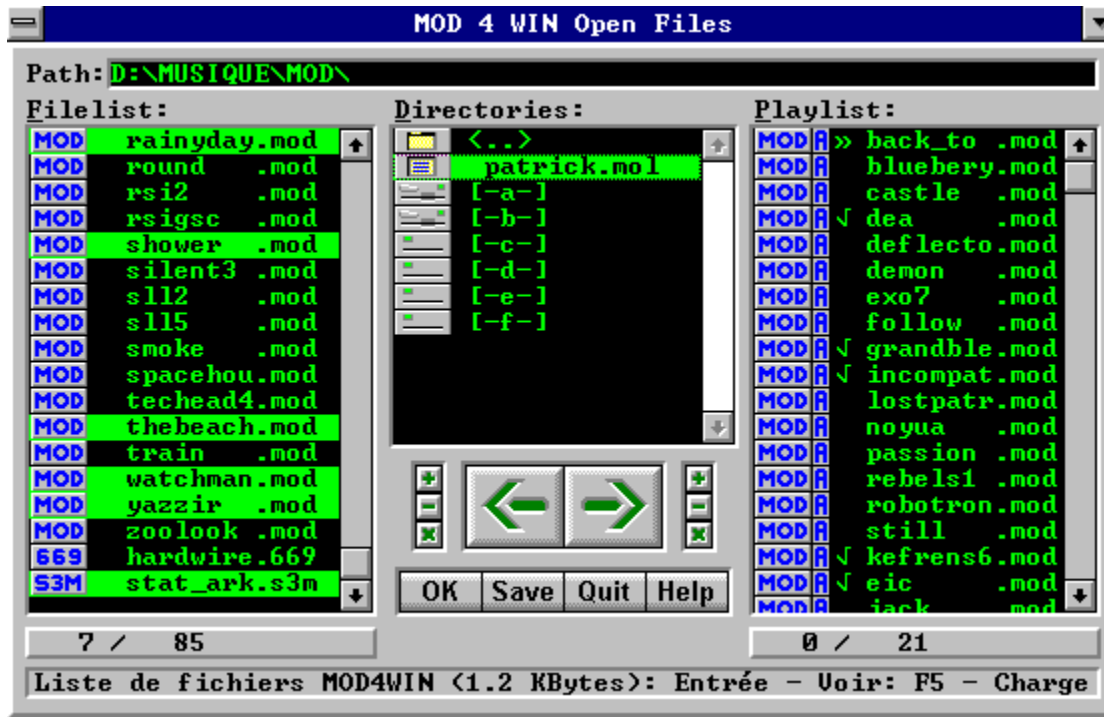 MOD 4 WIN Open Files
Path: D:\MUSIQUE\MOD\
Filelist:
MOD rainyday.mod
MOD round .mod
MOD rsi2 .mod
MOD rsigsc .mod
MOD shower .mod
MOD silent3 .mod
MOD sll2 .mod
MOD sll5 .mod
MOD smoke .mod
MOD spacehou.mod
MOD techead4.mod
MOD thebeach.mod
MOD train .mod
MOD watchman.mod
MOD yazzir .mod
MOD zoolook .mod
669 hardwire.669
S3M stat_ark.s3m
7 / 85
Directories:
<..>
patrick.mol
[-a-]
[-b-]
[-c-]
[-d-]
[-e-]
[-f-]
OK Save Quit Help
Playlist:
MOD A » back_to .mod
MOD A bluebery.mod
MOD A castle .mod
MOD A √ dea .mod
MOD A deflecto.mod
MOD A demon .mod
MOD A exo7 .mod
MOD A follow .mod
MOD A √ grandble.mod
MOD A √ incompat.mod
MOD A lostpatr.mod
MOD A noyua .mod
MOD A passion .mod
MOD A rebels1 .mod
MOD A robotron.mod
MOD A still .mod
MOD A √ kefrens6.mod
MOD A √ eic .mod
MOD A jack .mod
0 / 21
Liste de fichiers MOD4WIN (1.2 KBytes): Entrée - Voir: F5 - Charge